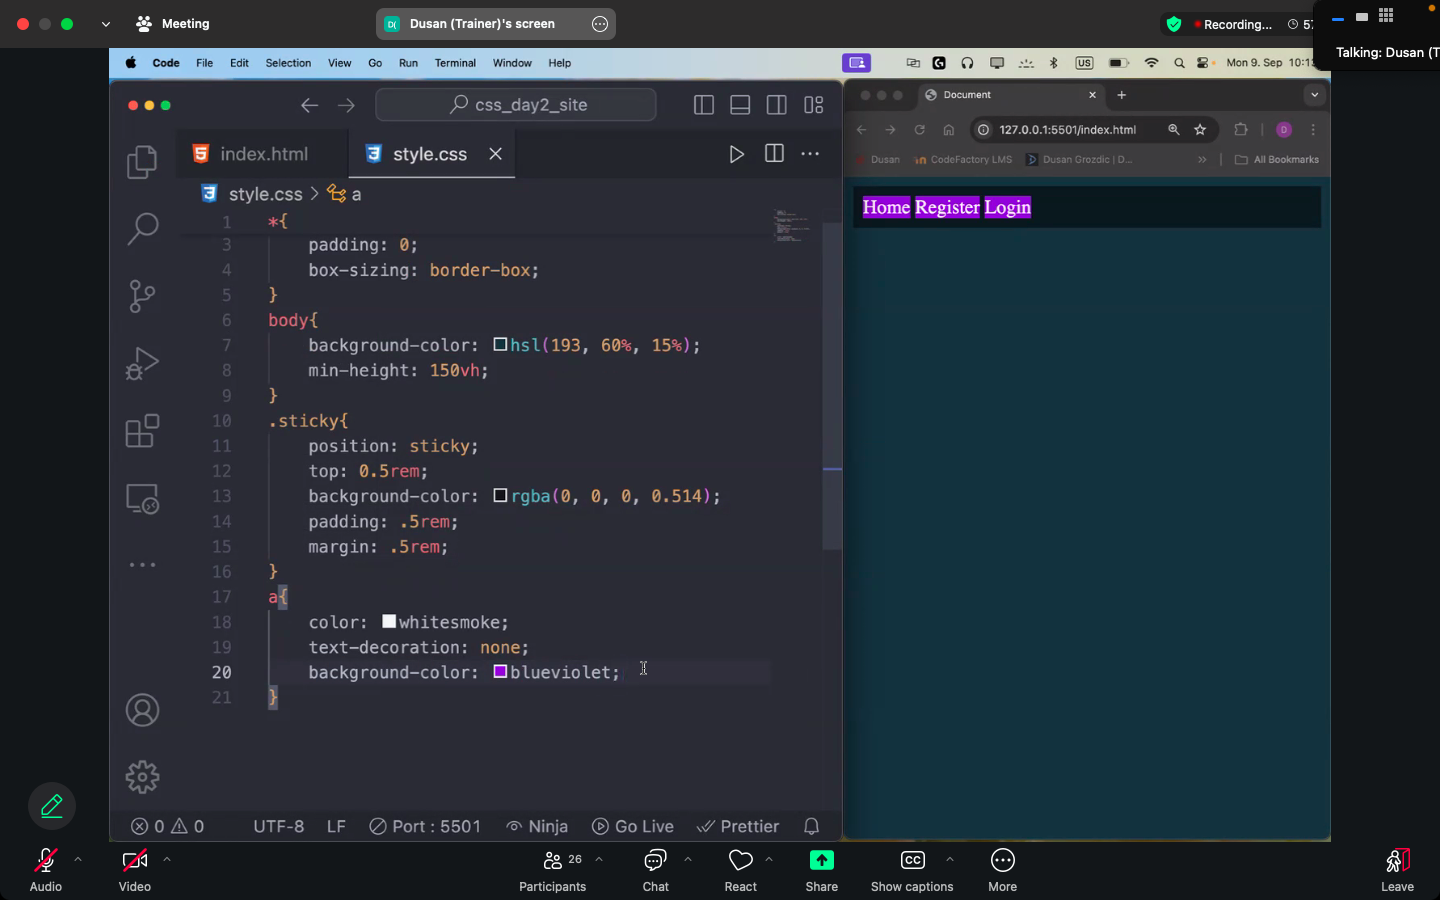 Meeting
D( Dusan (Trainer)'s screen
Recording...
Talking: Dusan (T
Code File Edit Selection View Go Run Terminal Window Help
US
Mon 9. Sep
css_day2_site
Document
127.0.0.1:5501/index.html
D
Dusan CodeFactory LMS Dusan Grozdic | D... All Bookmarks
index.html style.css
style.css > a
1 *{
3 padding: 0;
4 box-sizing: border-box;
5 }
6 body{
7 background-color: hsl(193, 60%, 15%);
8 min-height: 150vh;
9 }
10 .sticky{
11 position: sticky;
12 top: 0.5rem;
13 background-color: rgba(0, 0, 0, 0.514);
14 padding: .5rem;
15 margin: .5rem;
16 }
17 a{
18 color: whitesmoke;
19 text-decoration: none;
20 background-color: blueviolet;
21 }
Home Register Login
0 0 UTF-8 LF Port : 5501 Ninja Go Live Prettier
Audio Video Participants 26 Chat React Share CC Show captions More Leave